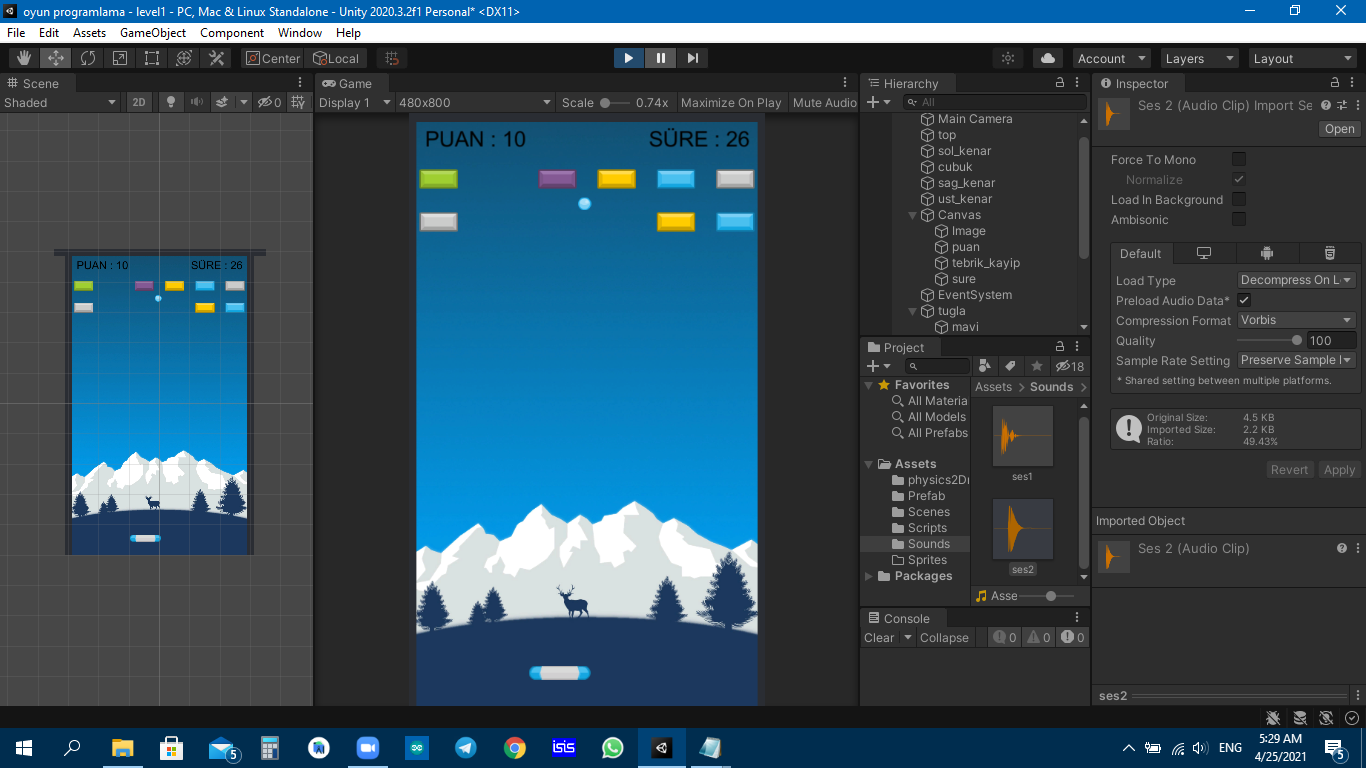 oyun programlama - level1 - PC, Mac & Linux Standalone - Unity 2020.3.2f1 Personal* <DX11>
File Edit Assets GameObject Component Window Help
Center Local Account Layers Layout
Scene
Shaded 2D 0
Game
Display 1 480x800 Scale 0.74x Maximize On Play Mute Audio
PUAN : 10 SÜRE : 26
PUAN : 10 SÜRE : 26
Hierarchy
All
Main Camera
top
sol_kenar
cubuk
sag_kenar
ust_kenar
Canvas
Image
puan
tebrik_kayip
sure
EventSystem
tugla
mavi
Project
18
Favorites
All Materia
All Models
All Prefabs
Assets
physics2Dr
Prefab
Scenes
Scripts
Sounds
Sprites
Packages
Assets > Sounds >
ses1
ses2
Asse
Console
Clear Collapse 0 0 0
Inspector
Ses 2 (Audio Clip) Import Se
Open
Force To Mono
Normalize
Load In Background
Ambisonic
Default
Load Type Decompress On L
Preload Audio Data*
Compression Format Vorbis
Quality 100
Sample Rate Setting Preserve Sample
* Shared setting between multiple platforms.
Original Size: 4.5 KB
Imported Size: 2.2 KB
Ratio: 49.43%
Revert Apply
Imported Object
Ses 2 (Audio Clip)
ses2
5 isis ENG 5:29 AM
4/25/2021 5